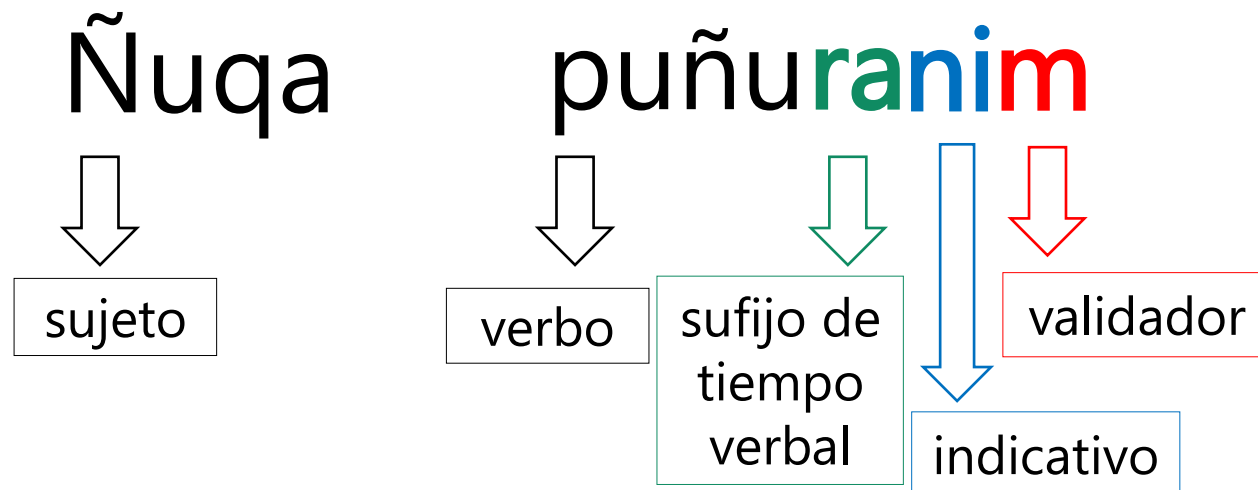 Ñuqa puñuranim
sujeto
verbo
sufijo de
tiempo
verbal
indicativo
validador